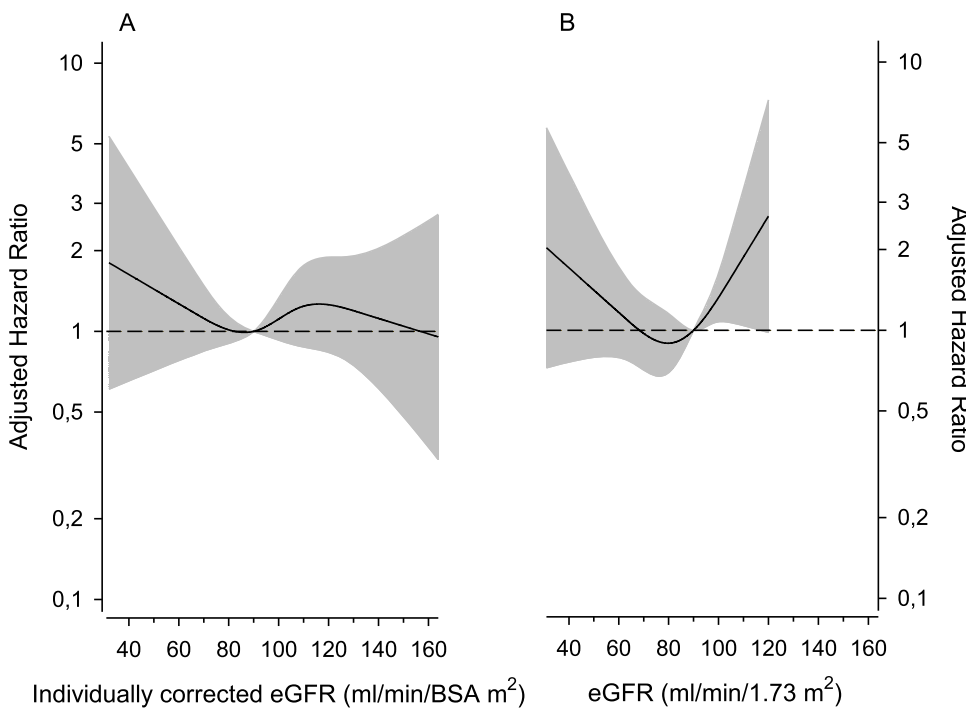 A
B
10
5
3
2
1
0,5
0,2
0,1
Adjusted Hazard Ratio
40 60 80 100 120 140 160
Individually corrected eGFR (ml/min/BSA m²)
10
5
3
2
1
0,5
0,2
0,1
Adjusted Hazard Ratio
40 60 80 100 120 140 160
eGFR (ml/min/1.73 m²)